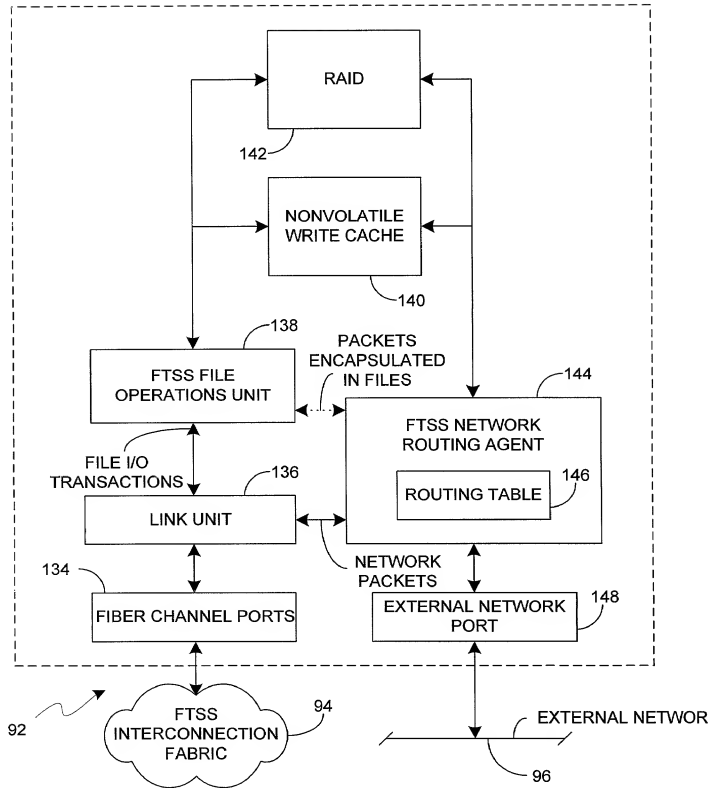 RAID
142
NONVOLATILE
WRITE CACHE
140
138
PACKETS
ENCAPSULATED
IN FILES
FTSS FILE
OPERATIONS UNIT
144
FTSS NETWORK
ROUTING AGENT
FILE I/O
TRANSACTIONS
136
146
ROUTING TABLE
LINK UNIT
134
NETWORK
PACKETS
148
FIBER CHANNEL PORTS
EXTERNAL NETWORK
PORT
92
FTSS
INTERCONNECTION
FABRIC
94
EXTERNAL NETWOR
96